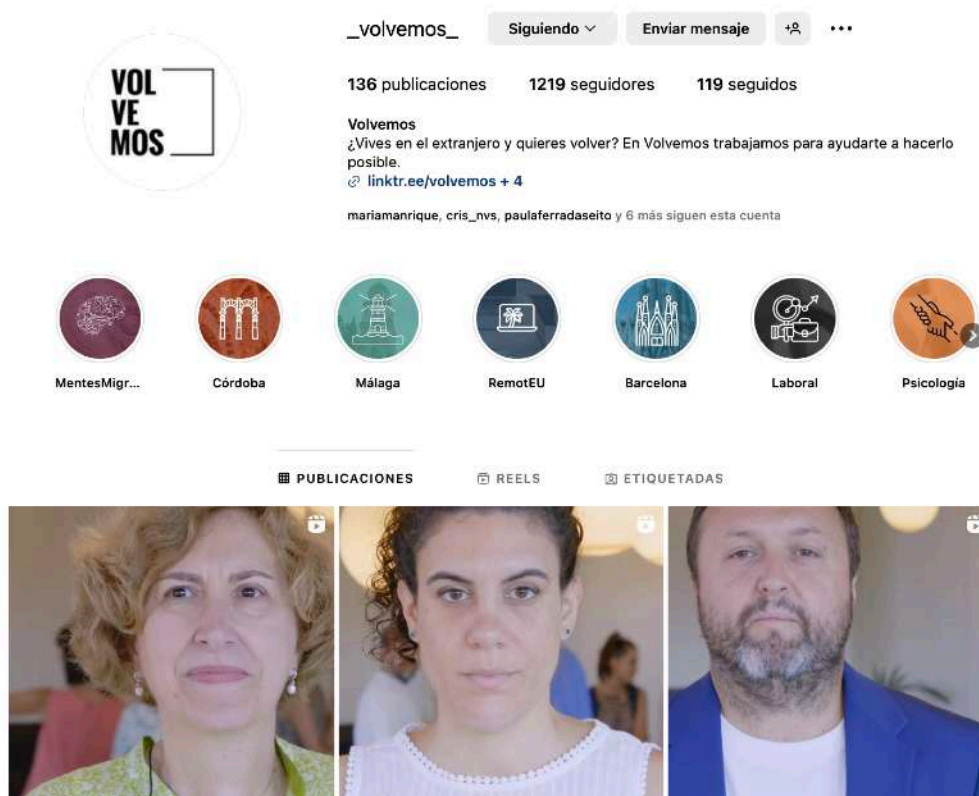 VOL
VE
MOS
_volvemos_ Siguiendo Enviar mensaje
136 publicaciones 1219 seguidores 119 seguidos
Volvemos
¿Vives en el extranjero y quieres volver? En Volvemos trabajamos para ayudarte a hacerlo
posible.
linktr.ee/volvemos + 4
mariamanrique, cris_nvs, paulaferradaseito y 6 más siguen esta cuenta
MentesMigr... Córdoba Málaga RemotEU Barcelona Laboral Psicología
PUBLICACIONES REELS ETIQUETADAS